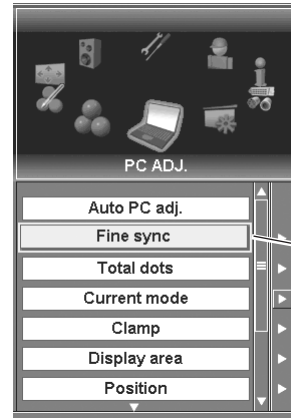 PC ADJ.
Auto PC adj.
Fine sync
Total dots
Current mode
Clamp
Display area
Position